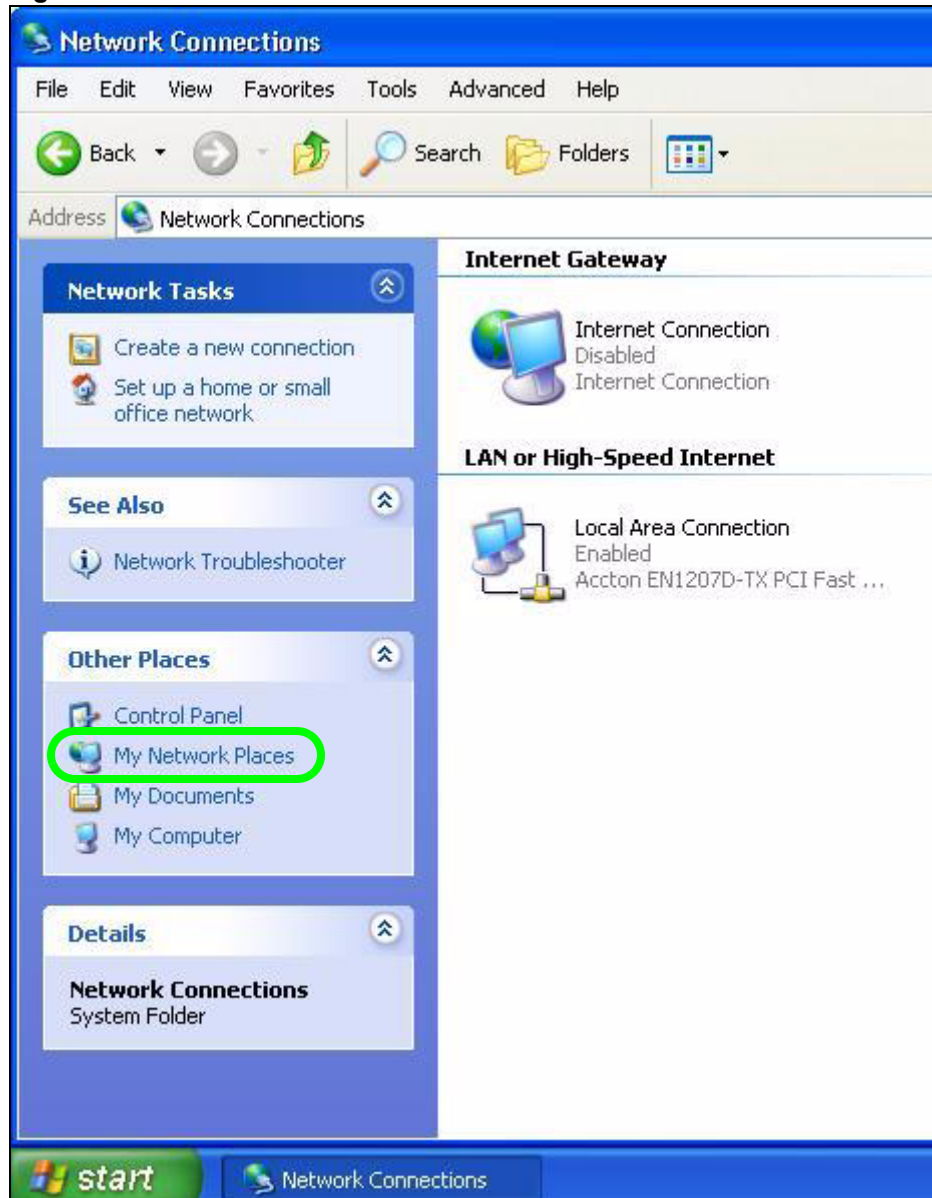 Network Connections
File Edit View Favorites Tools Advanced Help
Back Search Folders
Address Network Connections
Network Tasks
Create a new connection
Set up a home or small
office network
See Also
Network Troubleshooter
Other Places
Control Panel
My Network Places
My Documents
My Computer
Details
Network Connections
System Folder
Internet Gateway
Internet Connection
Disabled
Internet Connection
LAN or High-Speed Internet
Local Area Connection
Enabled
Accton EN1207D-TX PCI Fast ...
start Network Connections